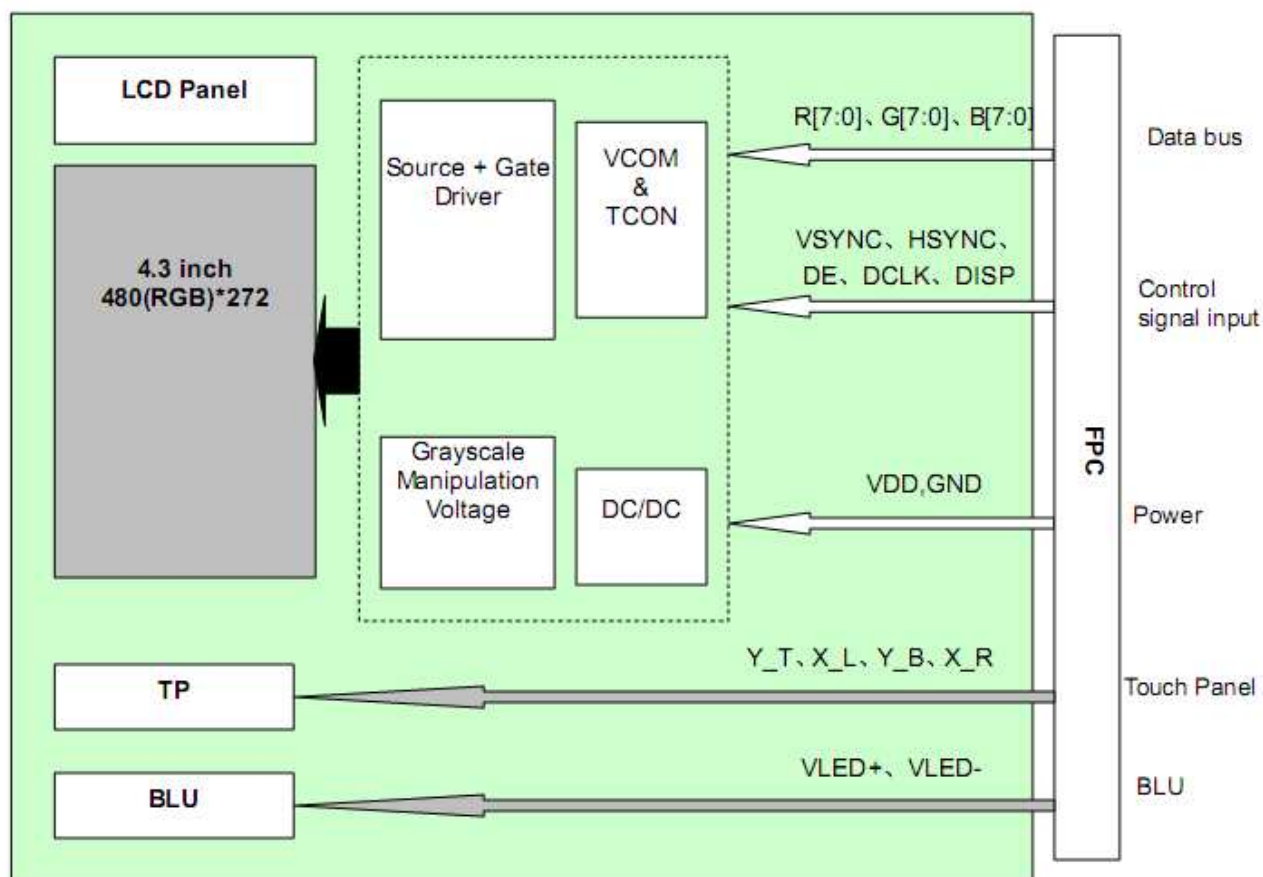 LCD Panel
4.3 inch
480(RGB)*272
Source + Gate
Driver
VCOM
&
TCON
Grayscale
Manipulation
Voltage
DC/DC
R[7:0]、G[7:0]、B[7:0]
VSYNC、HSYNC、
DE、DCLK、DISP
VDD,GND
Y_T、X_L、Y_B、X_R
VLED+、VLED-
TP
BLU
FPC
Data bus
Control
signal input
Power
Touch Panel
BLU